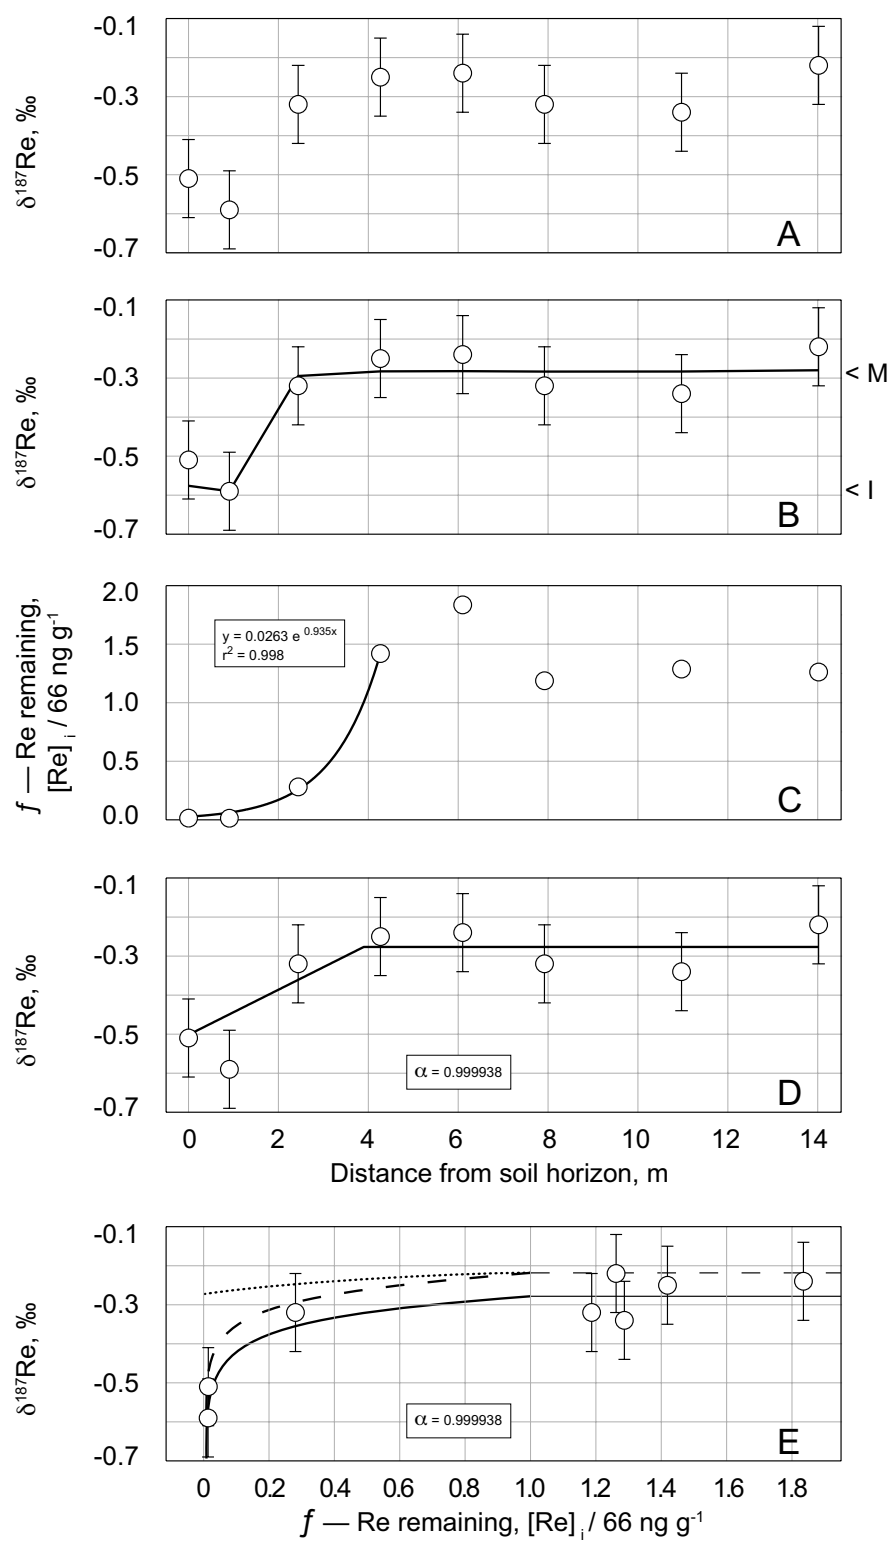 δ¹⁸⁷Re, ‰
-0.1
-0.3
-0.5
-0.7
A
δ¹⁸⁷Re, ‰
-0.1
-0.3
-0.5
-0.7
< M
< I
B
f — Re remaining,
[Re] ᵢ / 66 ng g⁻¹
2.0
1.5
1.0
0.5
0.0
y = 0.0263 e ^0.935x
r² = 0.998
C
δ¹⁸⁷Re, ‰
-0.1
-0.3
-0.5
-0.7
α = 0.999938
D
0 2 4 6 8 10 12 14
Distance from soil horizon, m
δ¹⁸⁷Re, ‰
-0.1
-0.3
-0.5
-0.7
α = 0.999938
E
0 0.2 0.4 0.6 0.8 1.0 1.2 1.4 1.6 1.8
f — Re remaining, [Re] ᵢ / 66 ng g⁻¹